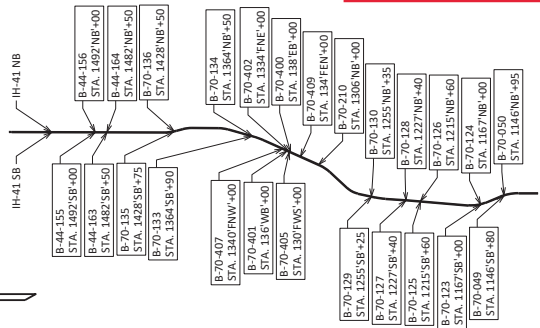 IH-41 NB
IH-41 SB
B-44-156
STA. 1492'NB'+00
B-44-164
STA. 1482'NB'+50
B-70-136
STA. 1428'NB'+50
B-70-134
STA. 1364'NB'+50
B-70-402
STA. 1334'FNE'+00
B-70-400
STA. 138'EB'+00
B-70-409
STA. 134'FEN'+00
B-70-210
STA. 1306'NB'+00
B-70-130
STA. 1255'NB'+35
B-70-128
STA. 1227'NB'+40
B-70-126
STA. 1215'NB'+60
B-70-124
STA. 1167'NB'+00
B-70-050
STA. 1146'NB'+95
B-44-155
STA. 1492'SB'+00
B-44-163
STA. 1482'SB'+50
B-70-135
STA. 1428'SB'+75
B-70-133
STA. 1364'SB'+90
B-70-407
STA. 1340'FNW'+00
B-70-401
STA. 136'WB'+00
B-70-405
STA. 130'FWS'+00
B-70-129
STA. 1255'SB'+25
B-70-127
STA. 1227'SB'+40
B-70-125
STA. 1215'SB'+60
B-70-123
STA. 1167'SB'+00
B-70-049
STA. 1146'SB'+80